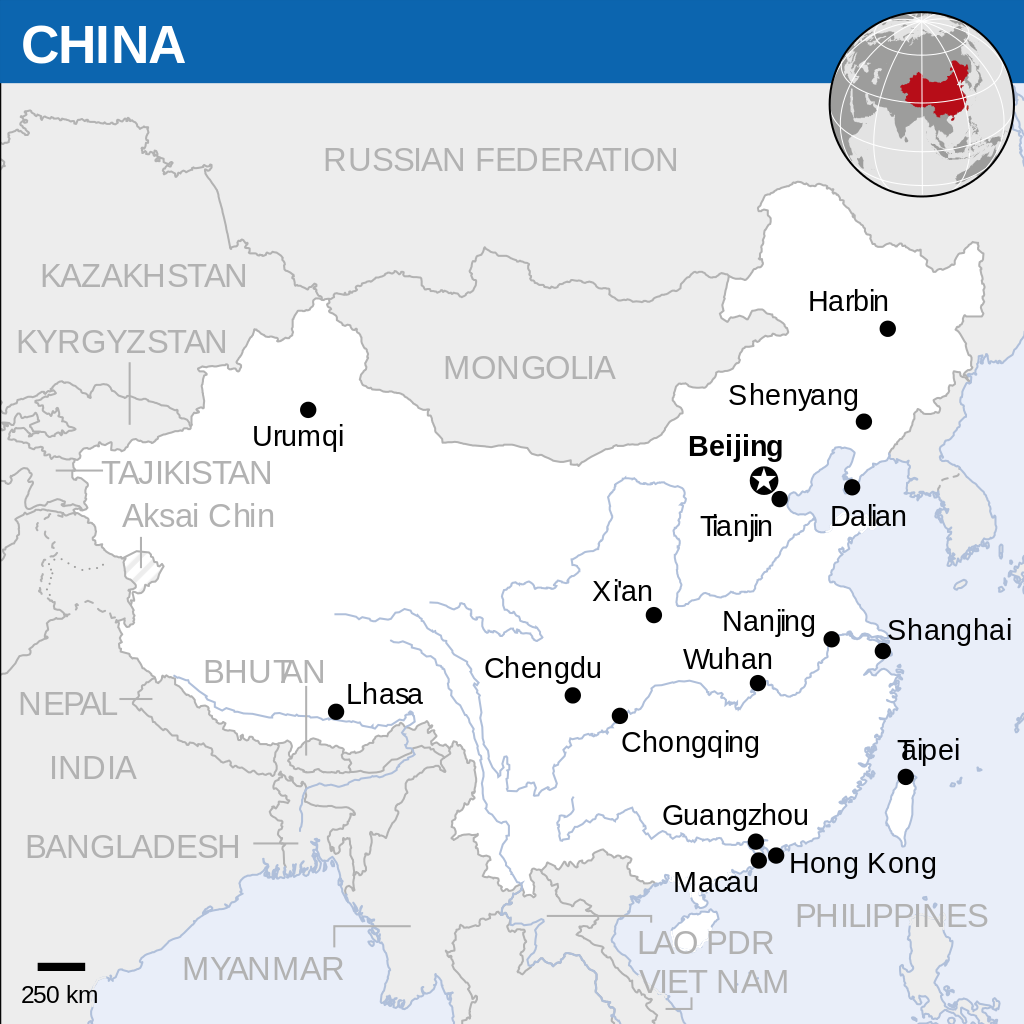 CHINA
RUSSIAN FEDERATION
KAZAKHSTAN
Harbin
KYRGYZSTAN
MONGOLIA
Shenyang
Urumqi
Beijing
TAJIKISTAN
Aksai Chin
Tianjin
Dalian
Xi'an
Nanjing
Shanghai
Wuhan
Chengdu
BHUTAN
Lhasa
NEPAL
Chongqing
Taipei
INDIA
Guangzhou
BANGLADESH
Hong Kong
Macau
PHILIPPINES
LAO PDR
MYANMAR
VIET NAM
250 km